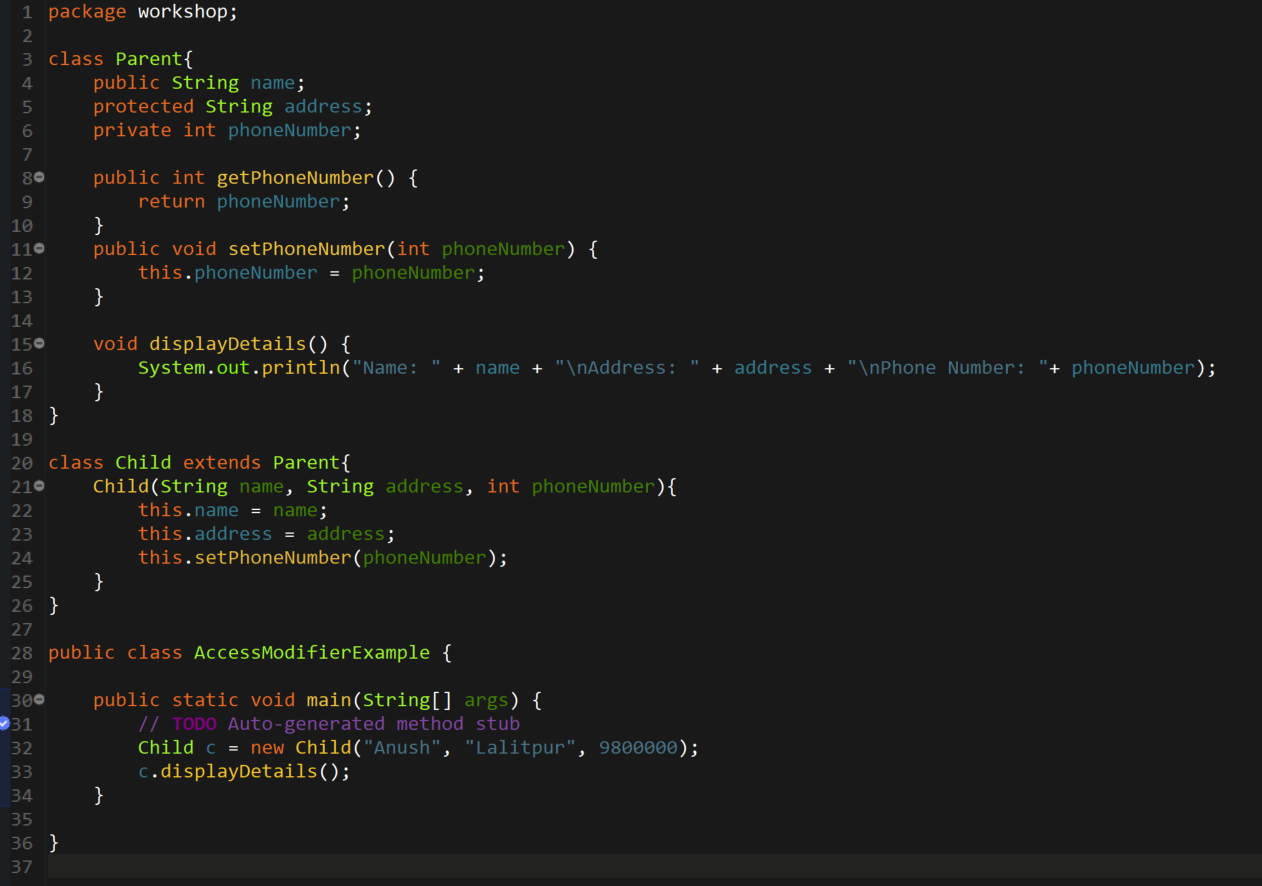 1 package workshop;
2
3 class Parent{
4     public String name;
5     protected String address;
6     private int phoneNumber;
7
8     public int getPhoneNumber() {
9         return phoneNumber;
10     }
11     public void setPhoneNumber(int phoneNumber) {
12         this.phoneNumber = phoneNumber;
13     }
14
15     void displayDetails() {
16         System.out.println("Name: " + name + "\nAddress: " + address + "\nPhone Number: "+ phoneNumber);
17     }
18 }
19
20 class Child extends Parent{
21     Child(String name, String address, int phoneNumber){
22         this.name = name;
23         this.address = address;
24         this.setPhoneNumber(phoneNumber);
25     }
26 }
27
28 public class AccessModifierExample {
29
30     public static void main(String[] args) {
31         // TODO Auto-generated method stub
32         Child c = new Child("Anush", "Lalitpur", 9800000);
33         c.displayDetails();
34     }
35
36 }
37